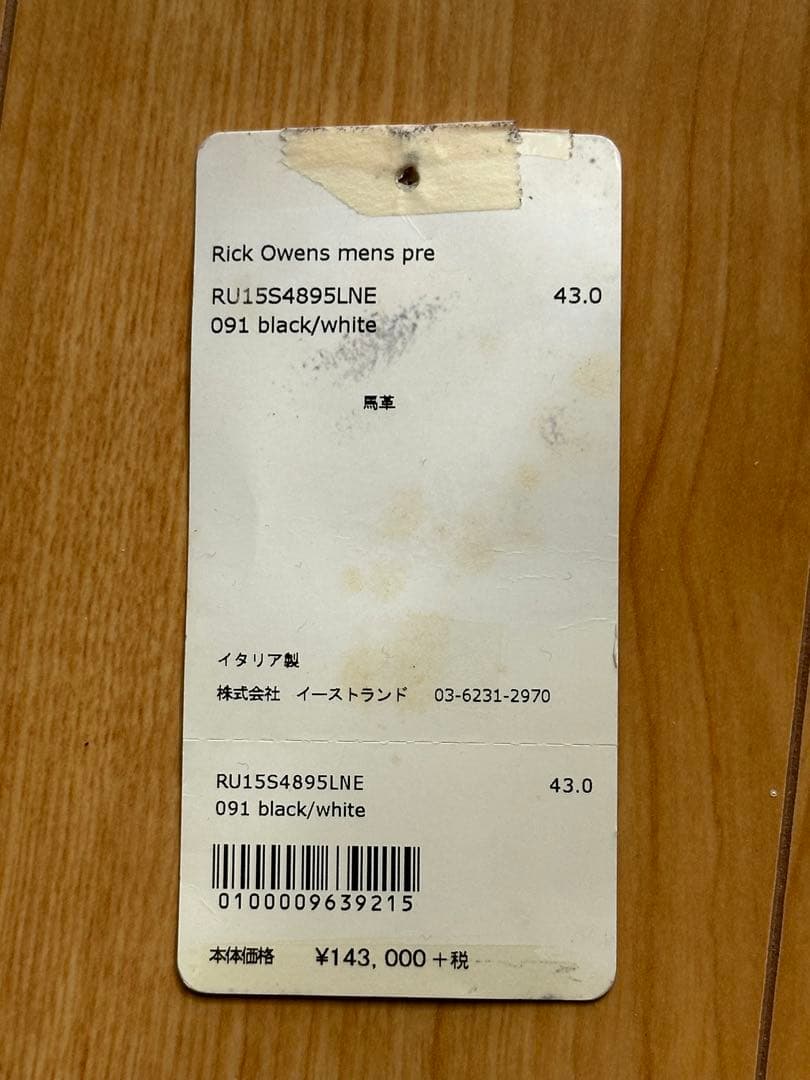 Rick Owens mens pre
RU15S4895LNE 43.0
091 black/white
馬革
イタリア製
株式会社 イーストランド 03-6231-2970
RU15S4895LNE 43.0
091 black/white
0100009639215
本体価格 ¥143,000+税